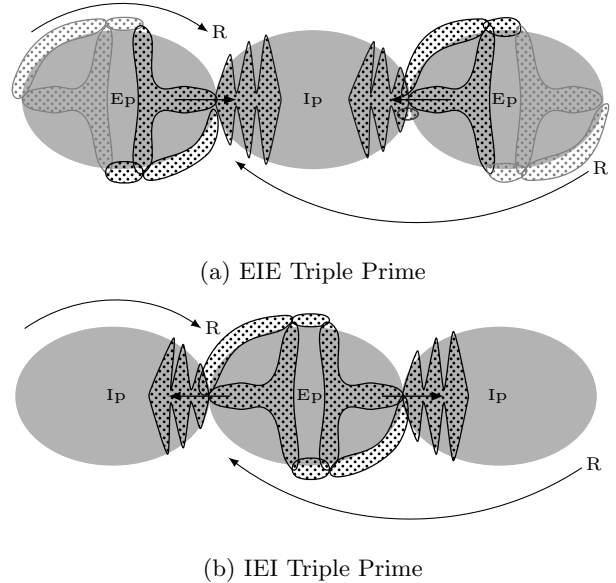 R
Ep Ip Ep
R
(a) EIE Triple Prime
R
Ip Ep Ip
R
(b) IEI Triple Prime